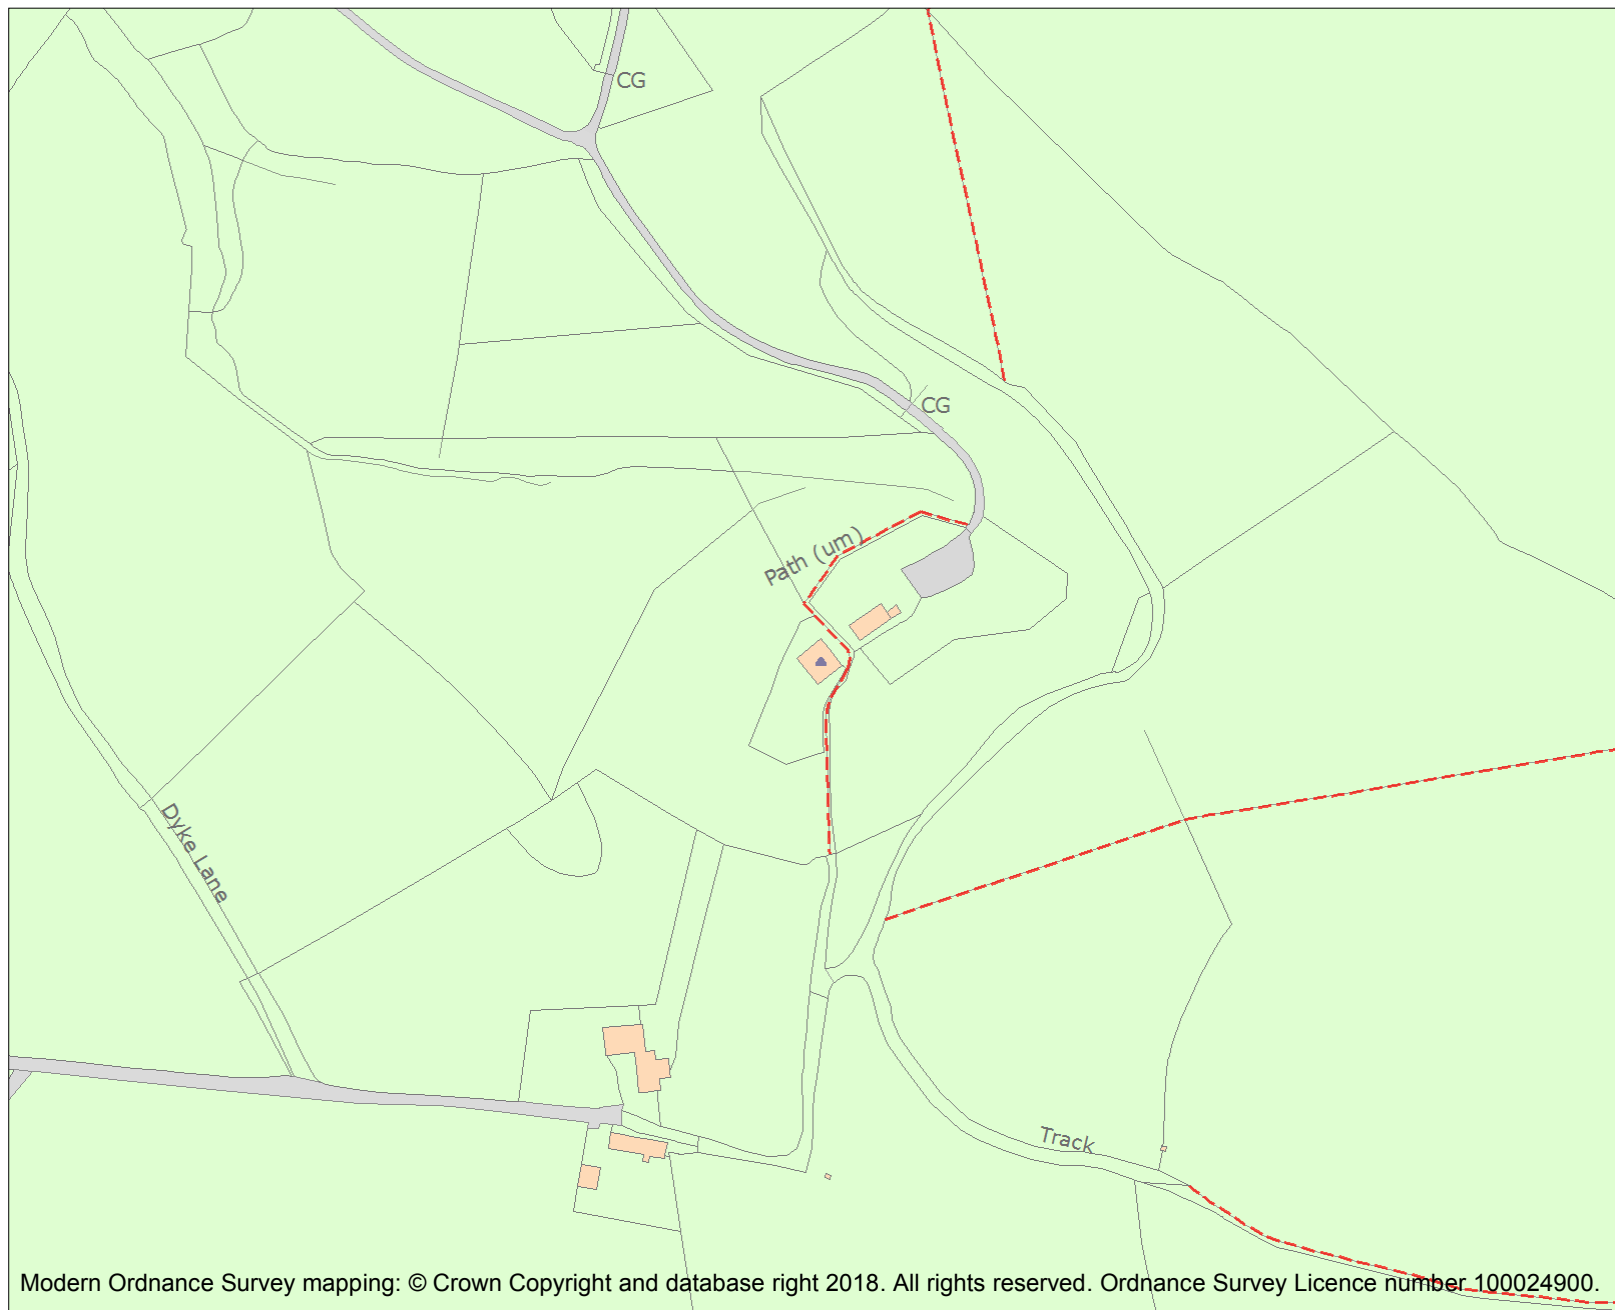 CG
CG
Path (um)
Dyke Lane
Track
Modern Ordnance Survey mapping: © Crown Copyright and database right 2018. All rights reserved. Ordnance Survey Licence number 100024900.